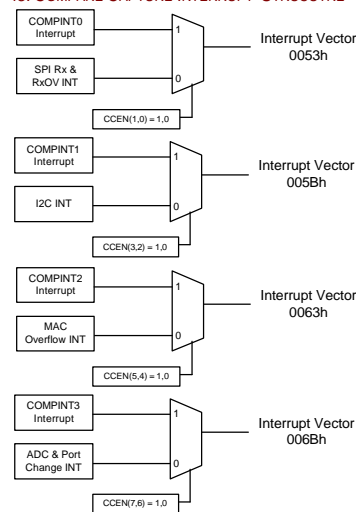 COMPINT0
Interrupt
1
Interrupt Vector
0053h
SPI Rx &
RxOV INT
0
CCEN(1,0) = 1,0
COMPINT1
Interrupt
1
Interrupt Vector
005Bh
I2C INT
0
CCEN(3,2) = 1,0
COMPINT2
Interrupt
1
Interrupt Vector
0063h
MAC
Overflow INT
0
CCEN(5,4) = 1,0
COMPINT3
Interrupt
1
Interrupt Vector
006Bh
ADC & Port
Change INT
0
CCEN(7,6) = 1,0